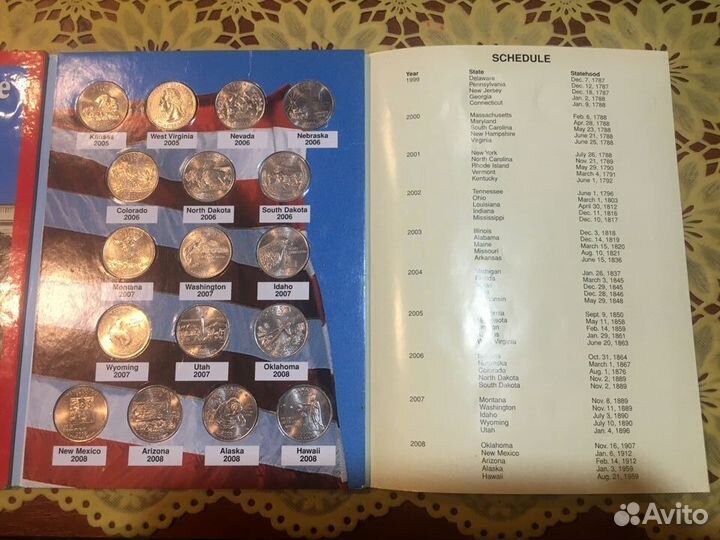 e
Kansas
2005
West Virginia
2005
Nevada
2006
Nebraska
2006
Colorado
2006
North Dakota
2006
South Dakota
2006
Montana
2007
Washington
2007
Idaho
2007
Wyoming
2007
Utah
2007
Oklahoma
2008
New Mexico
2008
Arizona
2008
Alaska
2008
Hawaii
2008
SCHEDULE
Year State Statehood
1999 Delaware Dec. 7, 1787
Pennsylvania Dec. 12, 1787
New Jersey Dec. 18, 1787
Georgia Jan. 2, 1788
Connecticut Jan. 9, 1788
2000 Massachusetts Feb. 6, 1788
Maryland Apr. 28, 1788
South Carolina May 23, 1788
New Hampshire June 21, 1788
Virginia June 25, 1788
2001 New York July 26, 1788
North Carolina Nov. 21, 1789
Rhode Island May 29, 1790
Vermont March 4, 1791
Kentucky June 1, 1792
2002 Tennessee June 1, 1796
Ohio March 1, 1803
Louisiana April 30, 1812
Indiana Dec. 11, 1816
Mississippi Dec. 10, 1817
2003 Illinois Dec. 3, 1818
Alabama Dec. 14, 1819
Maine March 15, 1820
Missouri Aug. 10, 1821
Arkansas June 15, 1836
2004 Michigan Jan. 26, 1837
Florida March 3, 1845
Dec. 29, 1845
Dec. 28, 1846
May 29, 1848
2005 Sept. 9, 1850
May 11, 1858
Feb. 14, 1859
Jan. 29, 1861
Virginia June 20, 1863
2006 Oct. 31, 1864
Nebraska March 1, 1867
Colorado Aug. 1, 1876
North Dakota Nov. 2, 1889
South Dakota Nov. 2, 1889
2007 Montana Nov. 8, 1889
Washington Nov. 11, 1889
Idaho July 3, 1890
Wyoming July 10, 1890
Utah Jan. 4, 1896
2008 Oklahoma Nov. 16, 1907
New Mexico Jan. 6, 1912
Arizona Feb. 14, 1912
Alaska Jan. 3, 1959
Hawaii Aug. 21, 1959
Avito